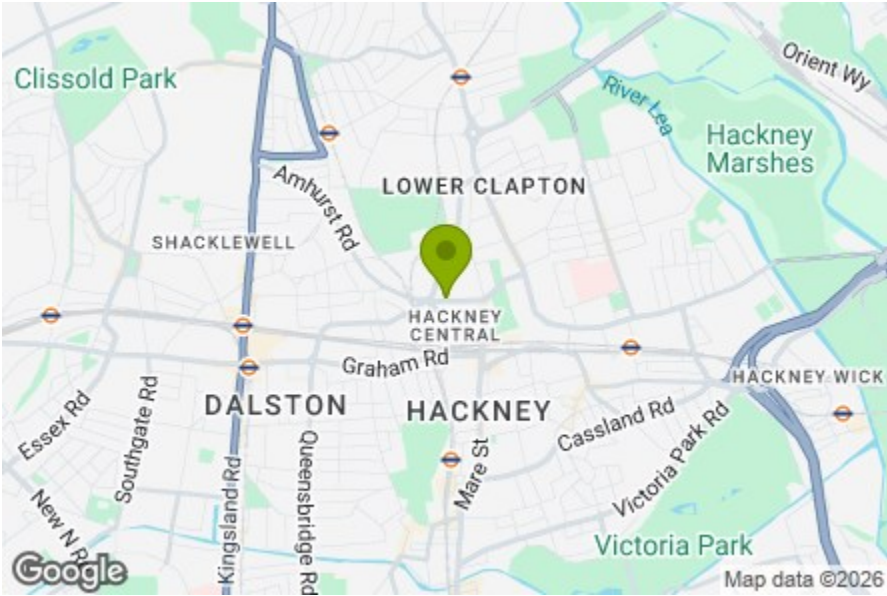 Clissold Park
Orient Wy
River Lea
Hackney
Marshes
LOWER CLAPTON
Amhurst Rd
SHACKLEWELL
HACKNEY
CENTRAL
Graham Rd
HACKNEY WICK
DALSTON
HACKNEY
Essex Rd
Southgate Rd
Cassland Rd
Victoria Park Rd
Queensbridge Rd
Mare St
Kingsland Rd
New N Rd
Victoria Park
Google
Map data ©2026